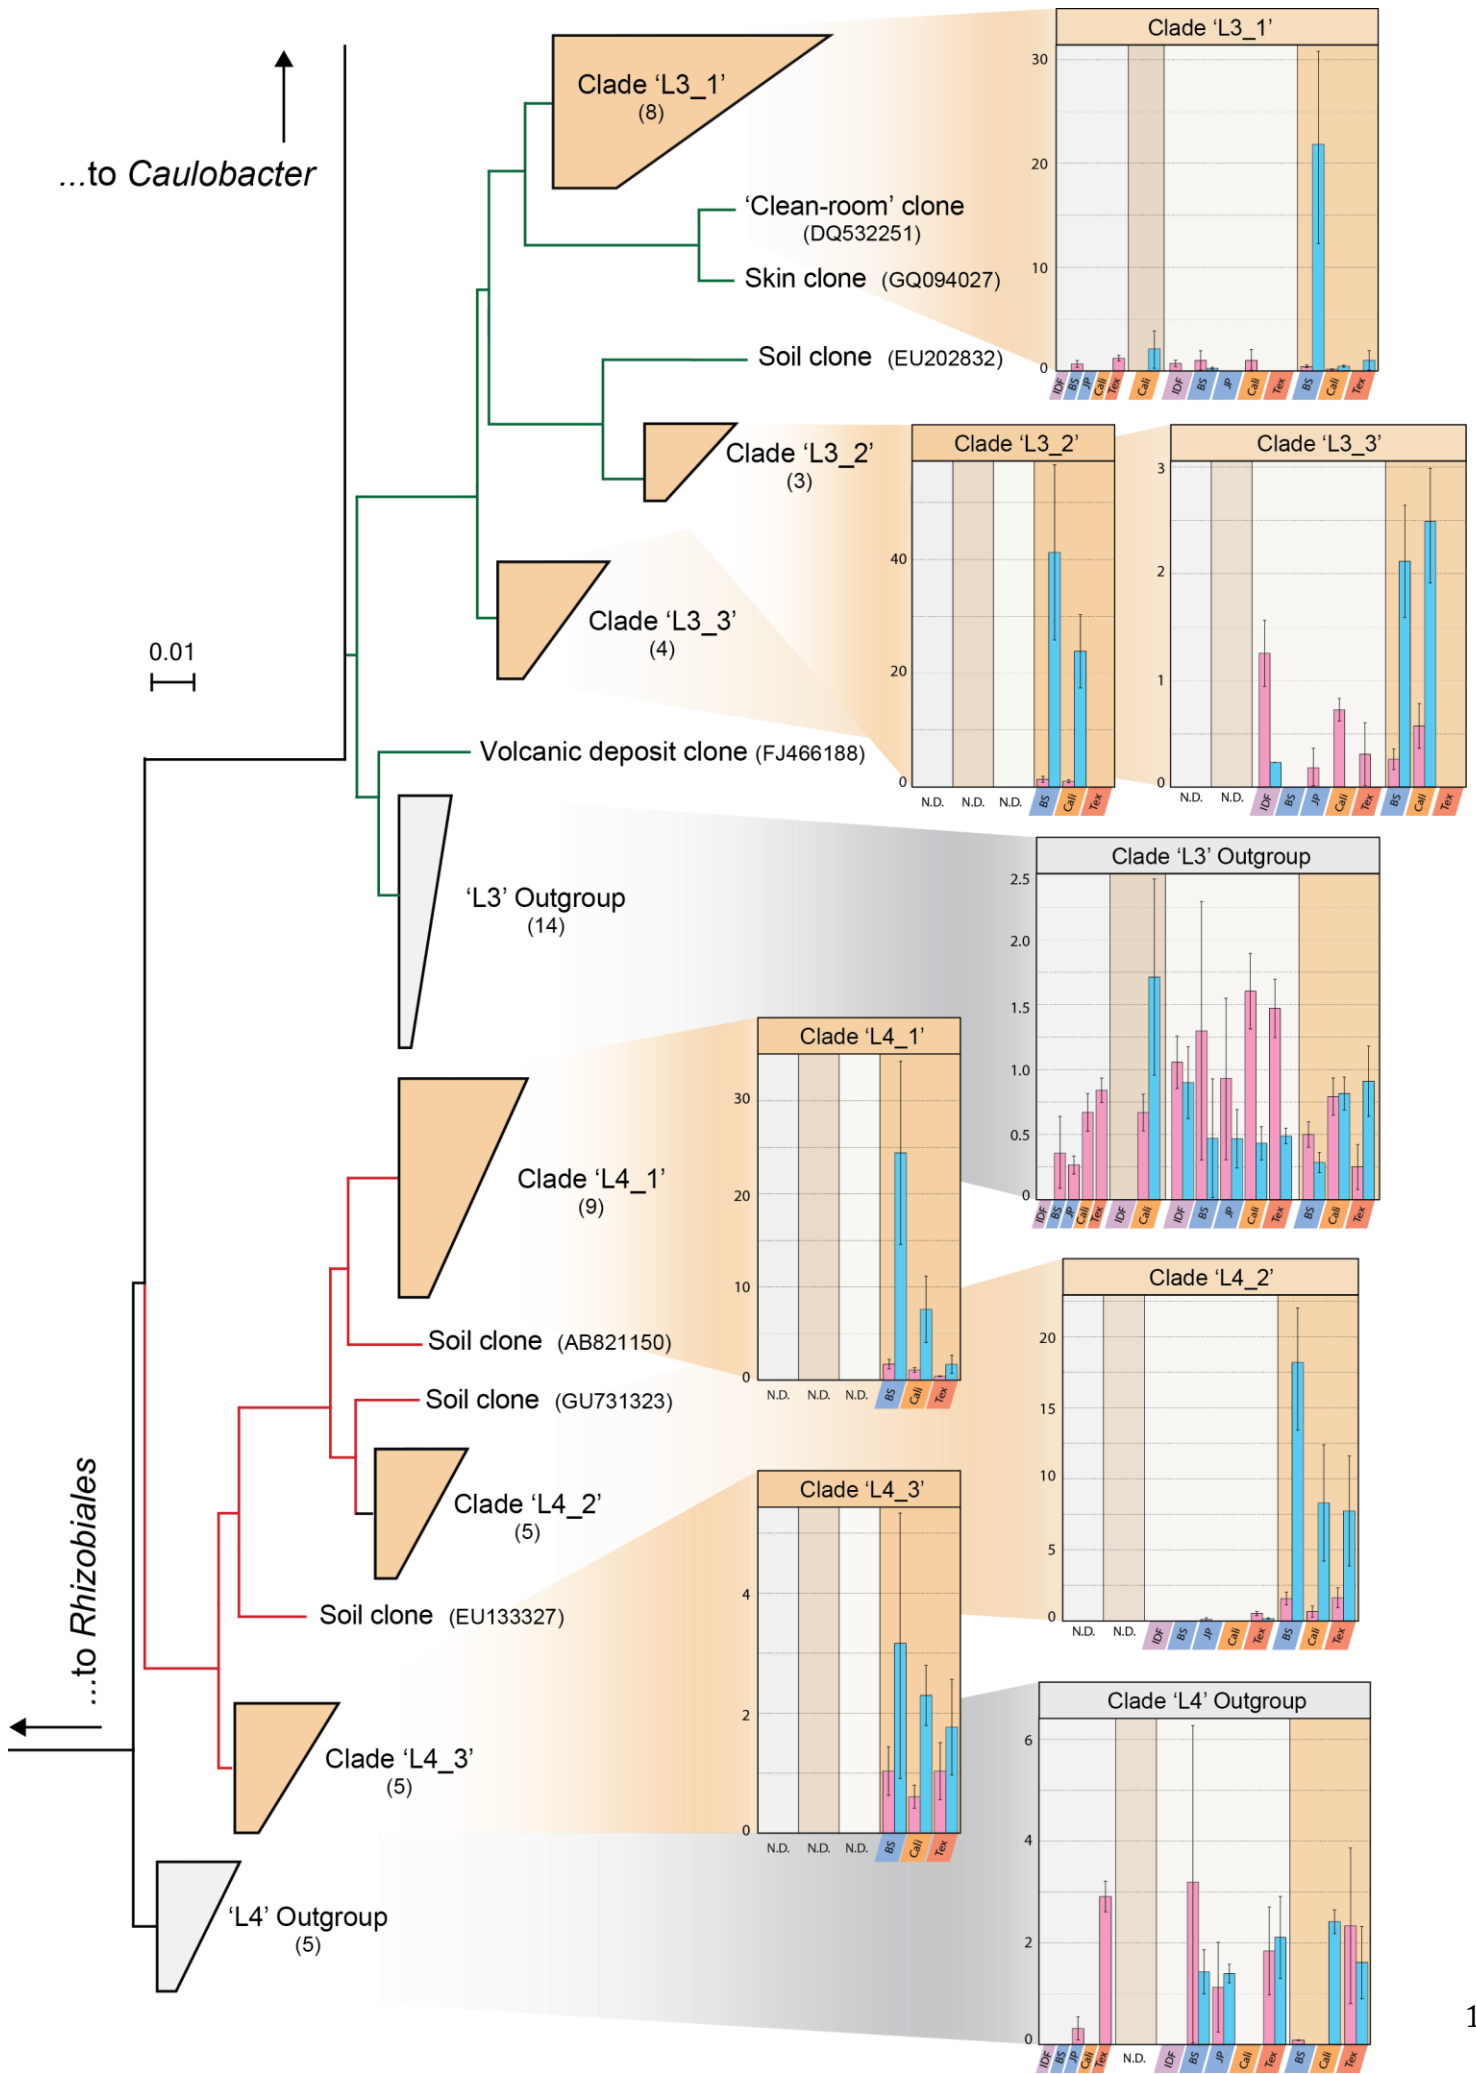 ...to Caulobacter
Clade ‘L3_1’
(8)
‘Clean-room’ clone
(DQ532251)
Skin clone (GQ094027)
Soil clone (EU202832)
Clade ‘L3_2’
(3)
Clade ‘L3_3’
(4)
0.01
Volcanic deposit clone (FJ466188)
‘L3’ Outgroup
(14)
Clade ‘L4_1’
(9)
Soil clone (AB821150)
Soil clone (GU731323)
Clade ‘L4_2’
(5)
Soil clone (EU133327)
...to Rhizobiales
Clade ‘L4_3’
(5)
‘L4’ Outgroup
(5)
Clade ‘L3_1’
30
20
10
0
IDF BS JP Cali Tex Cali IDF BS JP Cali Tex BS Cali Tex
Clade ‘L3_2’
40
20
0
N.D. N.D. N.D. BS Cali Tex
Clade ‘L3_3’
3
2
1
0
N.D. N.D. IDF BS JP Cali Tex BS Cali Tex
Clade ‘L3’ Outgroup
2.5
2.0
1.5
1.0
0.5
0
IDF BS JP Cali Tex IDF Cali IDF BS JP Cali Tex BS Cali Tex
Clade ‘L4_1’
30
20
10
0
N.D. N.D. N.D. BS Cali Tex
Clade ‘L4_2’
20
15
10
5
0
N.D. N.D. IDF BS JP Cali Tex BS Cali Tex
Clade ‘L4_3’
4
2
0
N.D. N.D. N.D. BS Cali Tex
Clade ‘L4’ Outgroup
6
4
2
0
IDF BS JP Cali Tex N.D. IDF BS JP Cali Tex BS Cali Tex
1